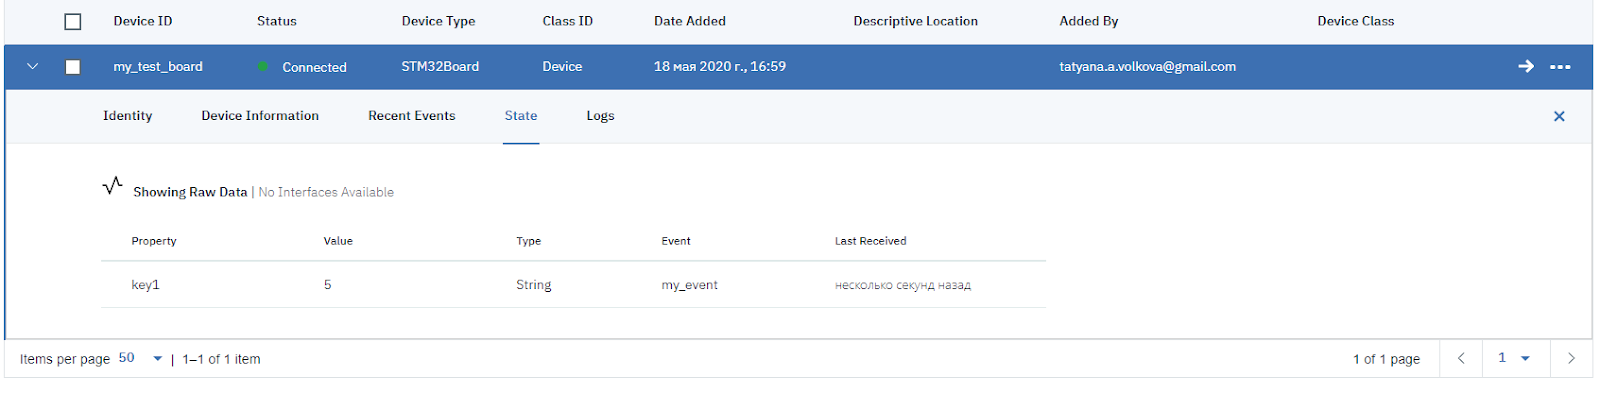 Device ID Status Device Type Class ID Date Added Descriptive Location Added By Device Class
my_test_board Connected STM32Board Device 18 мая 2020 г., 16:59 tatyana.a.volkova@gmail.com
Identity Device Information Recent Events State Logs
Showing Raw Data | No Interfaces Available
Property Value Type Event Last Received
key1 5 String my_event несколько секунд назад
Items per page 50 | 1–1 of 1 item 1 of 1 page 1